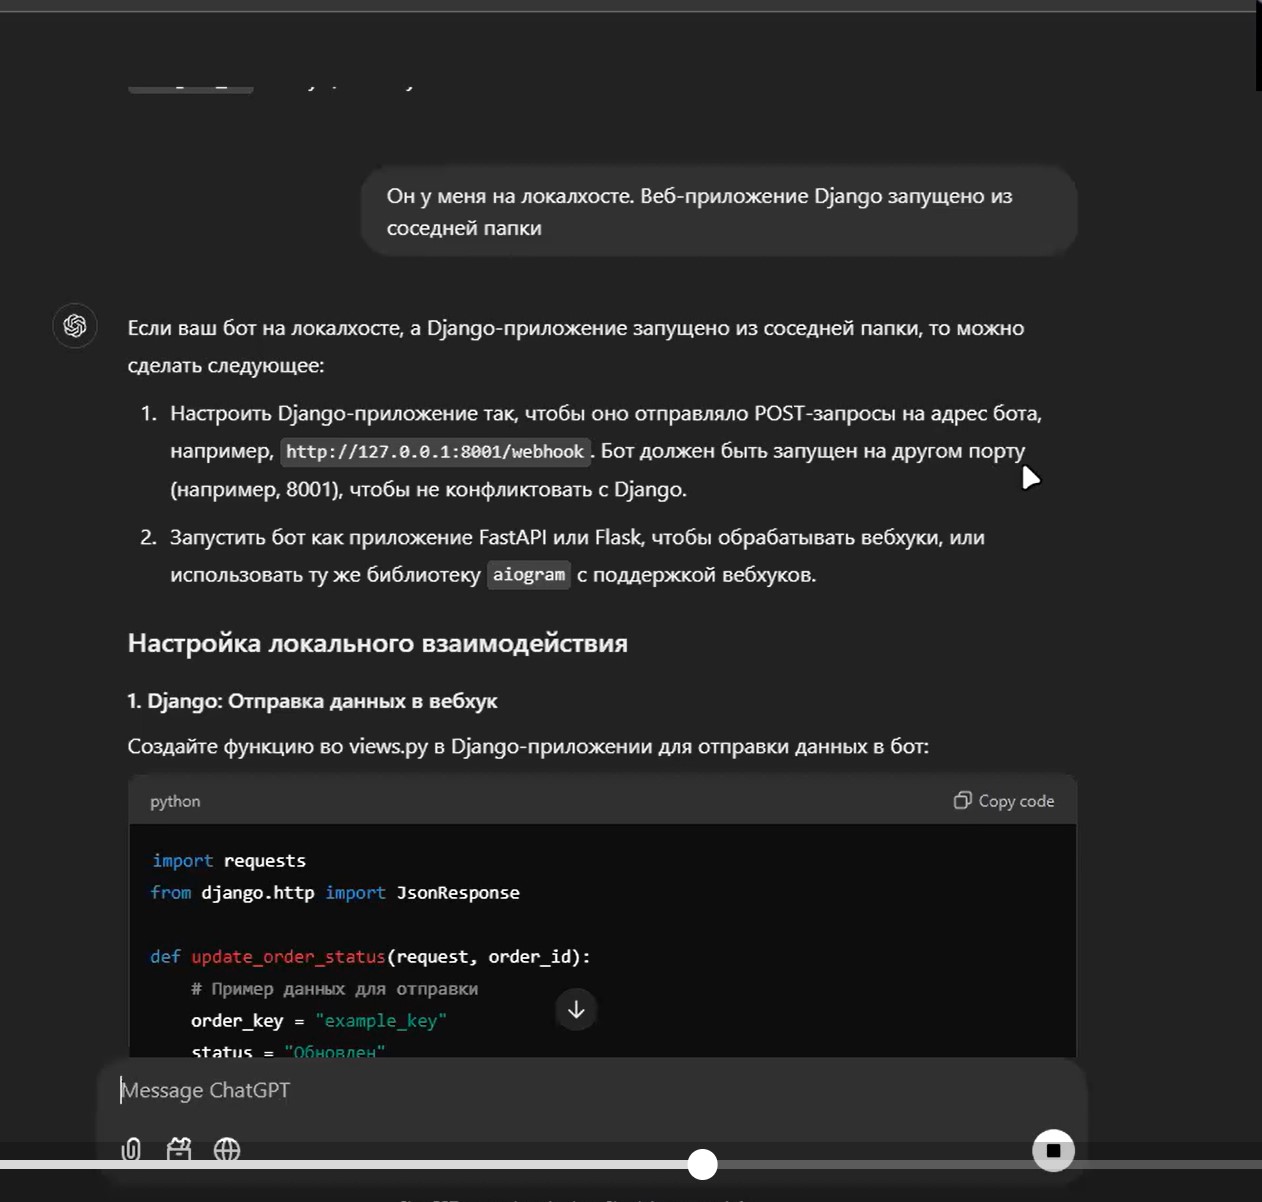 Он у меня на локалхосте. Веб-приложение Django запущено из
соседней папки
Если ваш бот на локалхосте, а Django-приложение запущено из соседней папки, то можно
сделать следующее:
1. Настроить Django-приложение так, чтобы оно отправляло POST-запросы на адрес бота,
например, http://127.0.0.1:8001/webhook . Бот должен быть запущен на другом порту
(например, 8001), чтобы не конфликтовать с Django.
2. Запустить бот как приложение FastAPI или Flask, чтобы обрабатывать вебхуки, или
использовать ту же библиотеку aiogram с поддержкой вебхуков.
Настройка локального взаимодействия
1. Django: Отправка данных в вебхук
Создайте функцию во views.py в Django-приложении для отправки данных в бот:
python Copy code
import requests
from django.http import JsonResponse
def update_order_status(request, order_id):
# Пример данных для отправки
order_key = "example_key"
status = "Обновлен"
Message ChatGPT